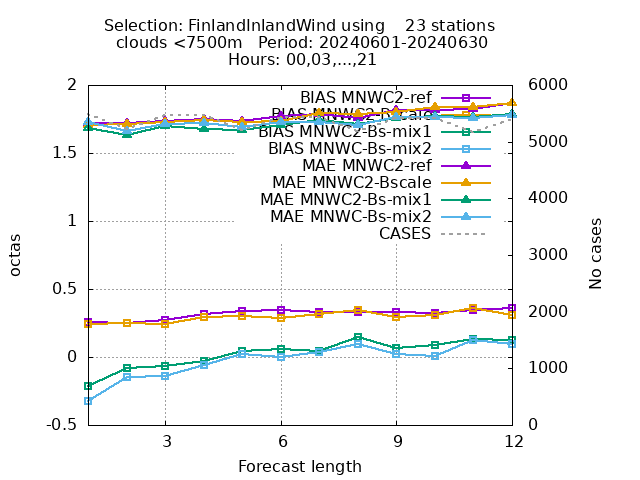 Selection: FinlandInlandWind using    23 stations
clouds <7500m   Period: 20240601-20240630
Hours: 00,03,...,21
2
1.5
1
0.5
0
-0.5
octas
6000
5000
4000
3000
2000
1000
0
No cases
BIAS MNWC2-ref
BIAS MNWC2-Bscale
BIAS MNWC2-Bs-mix1
BIAS MNWC-Bs-mix2
MAE MNWC2-ref
MAE MNWC2-Bscale
MAE MNWC2-Bs-mix1
MAE MNWC-Bs-mix2
CASES
3 6 9 12
Forecast length